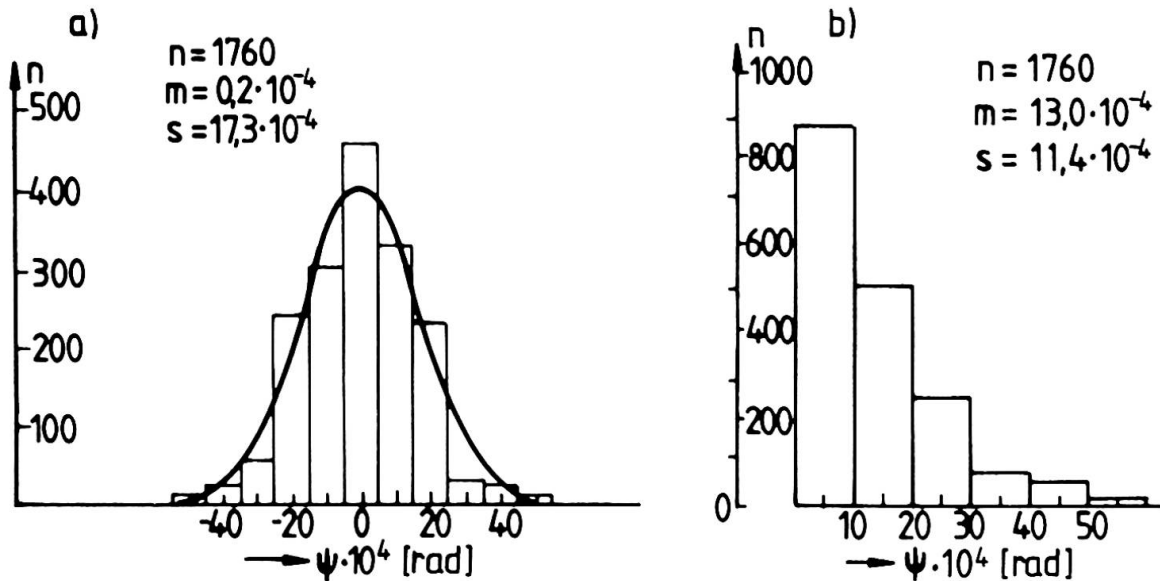 a)
n = 1760
m = 0,2·10⁻⁴
s = 17,3·10⁻⁴
n
500
400
300
200
100
-40 -20 0 20 40
ψ·10⁴ [rad]
b)
n = 1760
m = 13,0·10⁻⁴
s = 11,4·10⁻⁴
n
1000
800
600
400
200
0
10 20 30 40 50
ψ·10⁴ [rad]